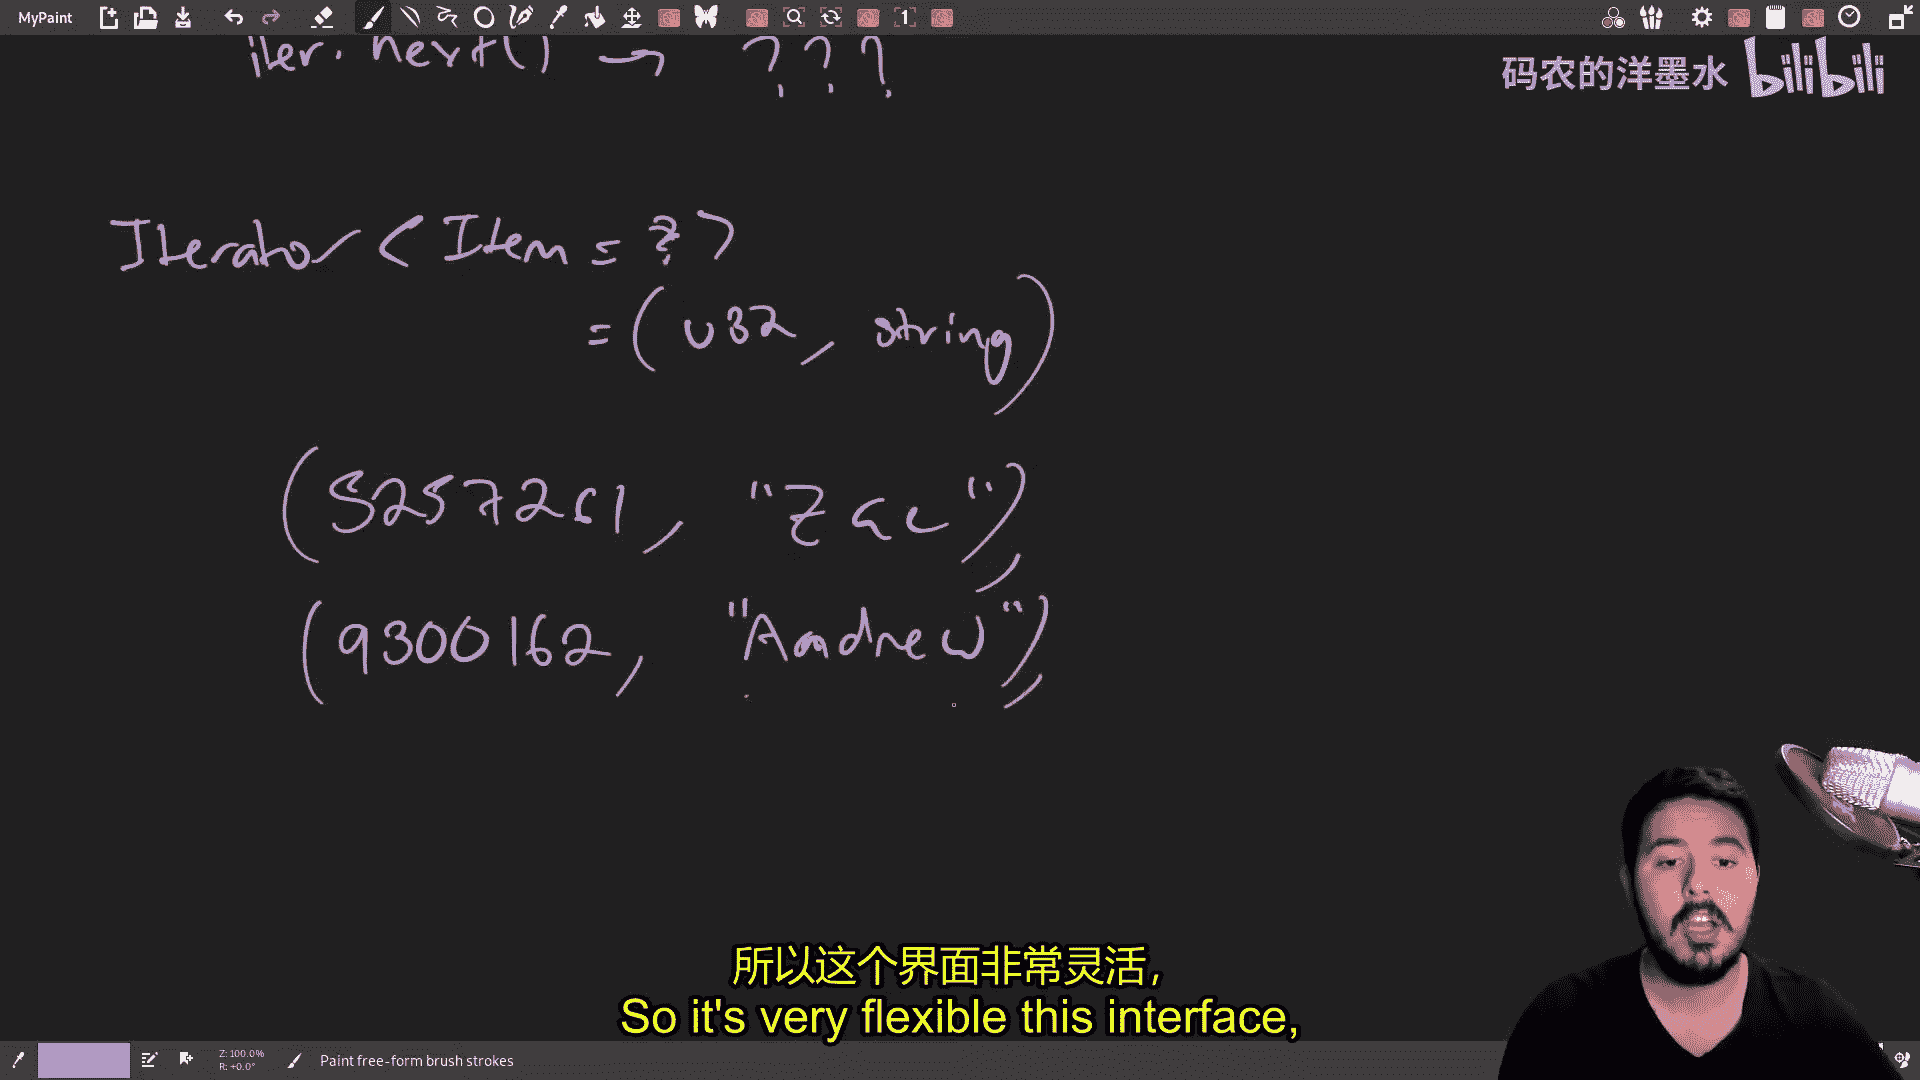 MyPaint
iter.next() → ???
码农的洋墨水 bilibili
Iterator <Item = ?>
= (u32, string)
(5257261, "Zac"),
(9300162, "Aandrew"),
所以这个界面非常灵活，
So it's very flexible this interface,
Z: 100.0%
R: +0.0°
Paint free-form brush strokes